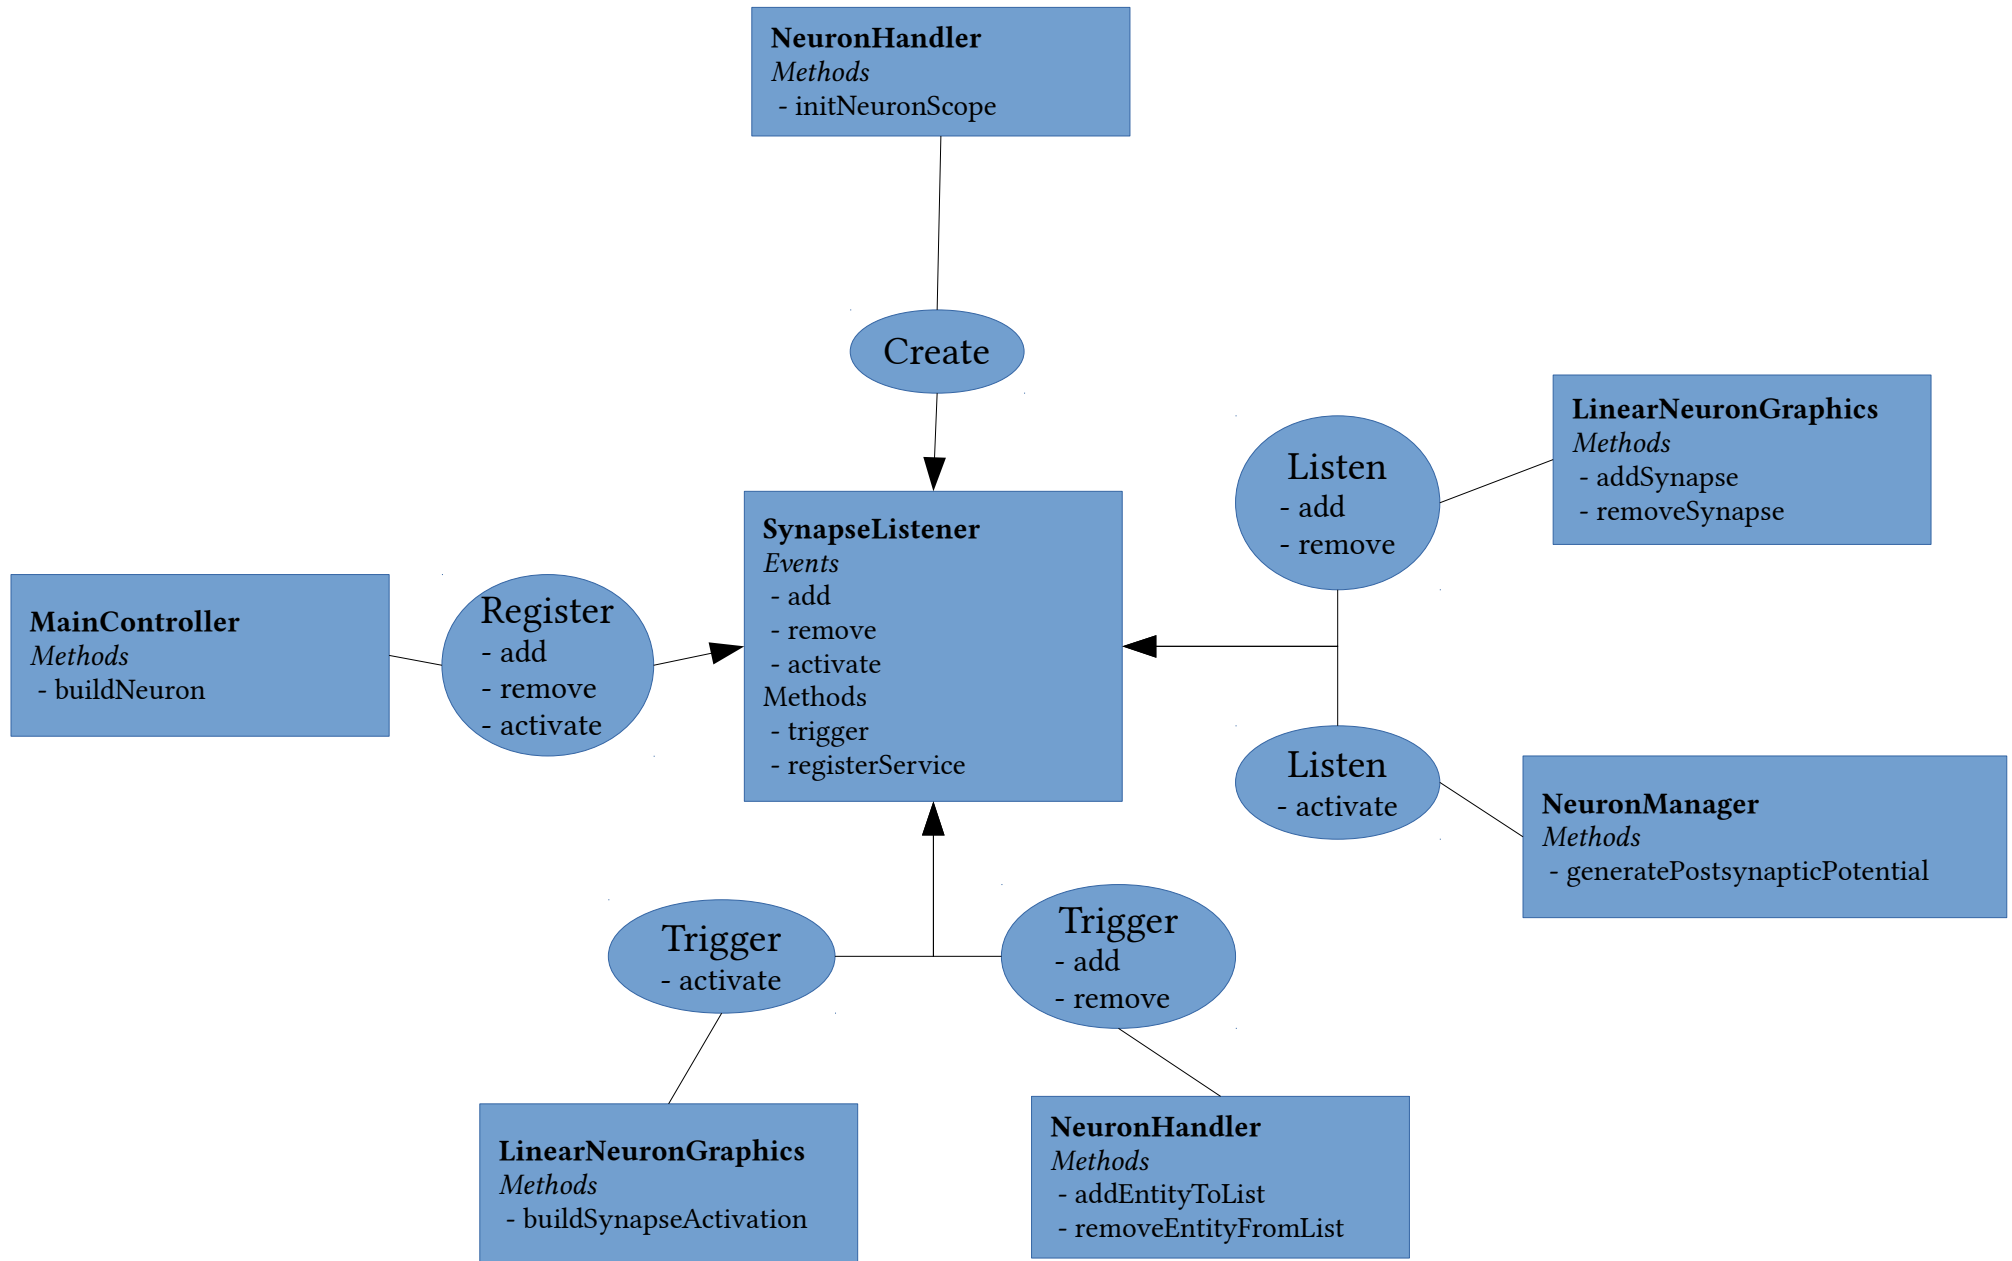 NeuronHandler
Methods
- initNeuronScope
Create
LinearNeuronGraphics
Methods
- addSynapse
- removeSynapse
Listen
- add
- remove
SynapseListener
Events
- add
- remove
- activate
Methods
- trigger
- registerService
MainController
Methods
- buildNeuron
Register
- add
- remove
- activate
Listen
- activate
NeuronManager
Methods
- generatePostsynapticPotential
Trigger
- activate
Trigger
- add
- remove
LinearNeuronGraphics
Methods
- buildSynapseActivation
NeuronHandler
Methods
- addEntityToList
- removeEntityFromList